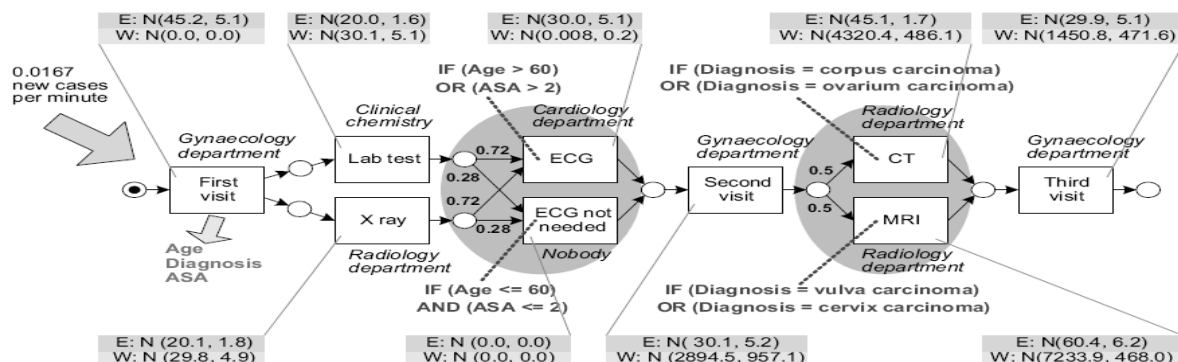 E: N(45.2, 5.1)
W: N(0.0, 0.0)
E: N(20.0, 1.6)
W: N(30.1, 5.1)
E: N(30.0, 5.1)
W: N(0.008, 0.2)
E: N(45.1, 1.7)
W: N(4320.4, 486.1)
E: N(29.9, 5.1)
W: N(1450.8, 471.6)
0.0167
new cases
per minute
IF (Age > 60)
OR (ASA > 2)
IF (Diagnosis = corpus carcinoma)
OR (Diagnosis = ovarium carcinoma)
Gynaecology
department
Clinical
chemistry
Cardiology
department
Gynaecology
department
Radiology
department
Gynaecology
department
First
visit
Lab test
X ray
0.72
0.28
0.72
0.28
ECG
ECG not
needed
Second
visit
0.5
0.5
CT
MRI
Third
visit
Age
Diagnosis
ASA
Radiology
department
Nobody
Radiology
department
IF (Age <= 60)
AND (ASA <= 2)
IF (Diagnosis = vulva carcinoma)
OR (Diagnosis = cervix carcinoma)
E: N (20.1, 1.8)
W: N (29.8, 4.9)
E: N (0.0, 0.0)
W: N (0.0, 0.0)
E: N( 30.1, 5.2)
W: N (2894.5, 957.1)
E: N(60.4, 6.2)
W: N(7233.9, 468.0)